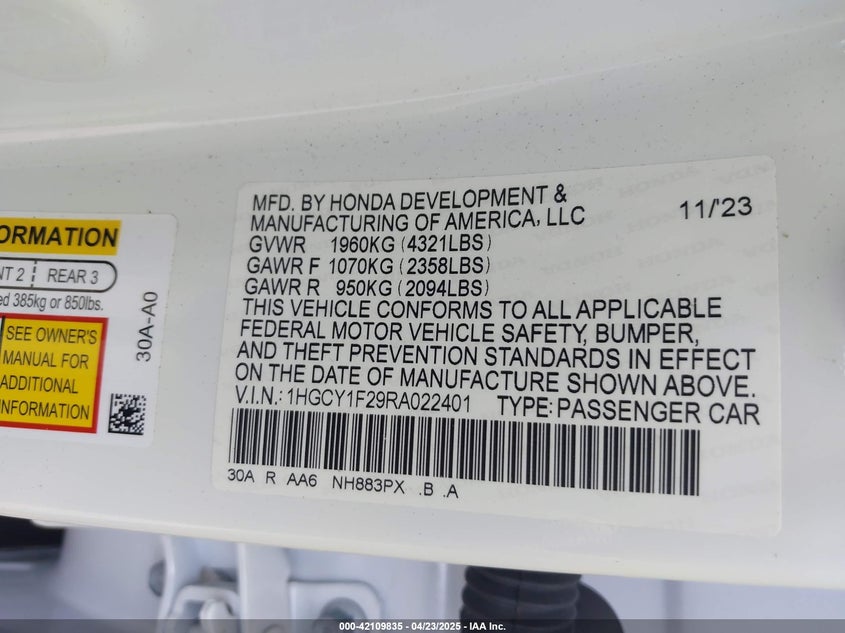 ORMATION
NT 2 REAR 3
ed 385kg or 850lbs.
SEE OWNER'S
MANUAL FOR
ADDITIONAL
INFORMATION
30A-A0
MFD. BY HONDA DEVELOPMENT &
MANUFACTURING OF AMERICA, LLC 11/'23
GVWR 1960KG (4321LBS)
GAWR F 1070KG (2358LBS)
GAWR R 950KG (2094LBS)
THIS VEHICLE CONFORMS TO ALL APPLICABLE
FEDERAL MOTOR VEHICLE SAFETY, BUMPER,
AND THEFT PREVENTION STANDARDS IN EFFECT
ON THE DATE OF MANUFACTURE SHOWN ABOVE.
V.I.N.: 1HGCY1F29RA022401 TYPE: PASSENGER CAR
30A R AA6 NH883PX .B .A
000-42109835 - 04/23/2025 - IAA Inc.